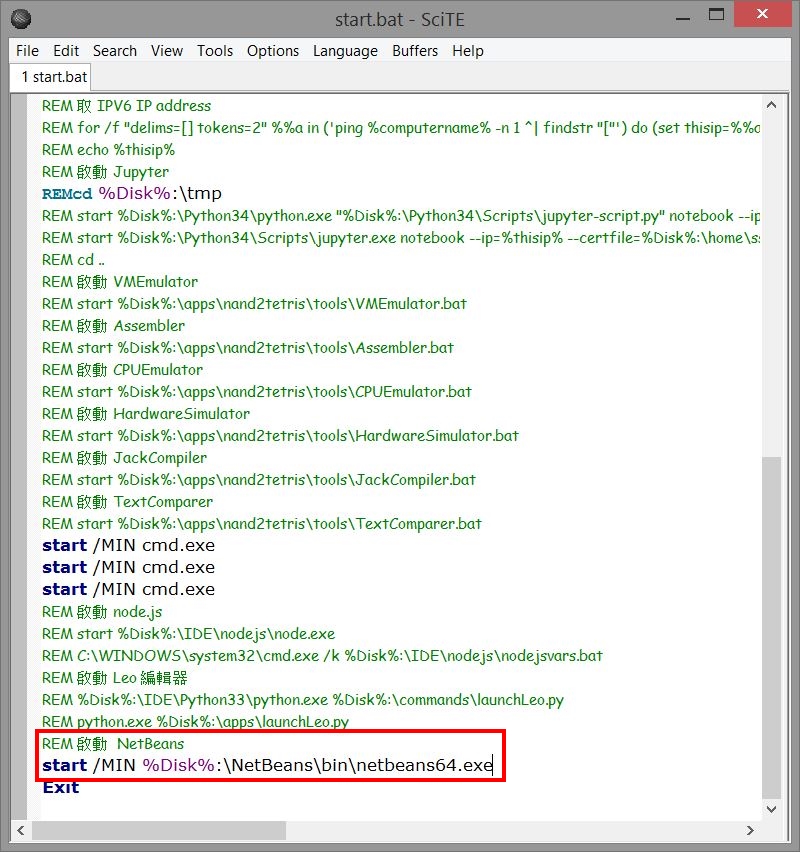 start.bat - SciTE
File Edit Search View Tools Options Language Buffers Help
1 start.bat
REM 取 IPV6 IP address
REM for /f "delims=[] tokens=2" %%a in ('ping %computername% -n 1 ^| findstr "["') do (set thisip=%%a
REM echo %thisip%
REM 啟動 Jupyter
REMcd %Disk%:\tmp
REM start %Disk%:\Python34\python.exe "%Disk%:\Python34\Scripts\jupyter-script.py" notebook --ip
REM start %Disk%:\Python34\Scripts\jupyter.exe notebook --ip=%thisip% --certfile=%Disk%:\home\ss
REM cd ..
REM 啟動 VMEmulator
REM start %Disk%:\apps\nand2tetris\tools\VMEmulator.bat
REM 啟動 Assembler
REM start %Disk%:\apps\nand2tetris\tools\Assembler.bat
REM 啟動 CPUEmulator
REM start %Disk%:\apps\nand2tetris\tools\CPUEmulator.bat
REM 啟動 HardwareSimulator
REM start %Disk%:\apps\nand2tetris\tools\HardwareSimulator.bat
REM 啟動 JackCompiler
REM start %Disk%:\apps\nand2tetris\tools\JackCompiler.bat
REM 啟動 TextComparer
REM start %Disk%:\apps\nand2tetris\tools\TextComparer.bat
start /MIN cmd.exe
start /MIN cmd.exe
start /MIN cmd.exe
REM 啟動 node.js
REM start %Disk%:\IDE\nodejs\node.exe
REM C:\WINDOWS\system32\cmd.exe /k %Disk%:\IDE\nodejs\nodejsvars.bat
REM 啟動 Leo 編輯器
REM %Disk%:\IDE\Python33\python.exe %Disk%:\commands\launchLeo.py
REM python.exe %Disk%:\apps\launchLeo.py
REM 啟動 NetBeans
start /MIN %Disk%:\NetBeans\bin\netbeans64.exe
Exit